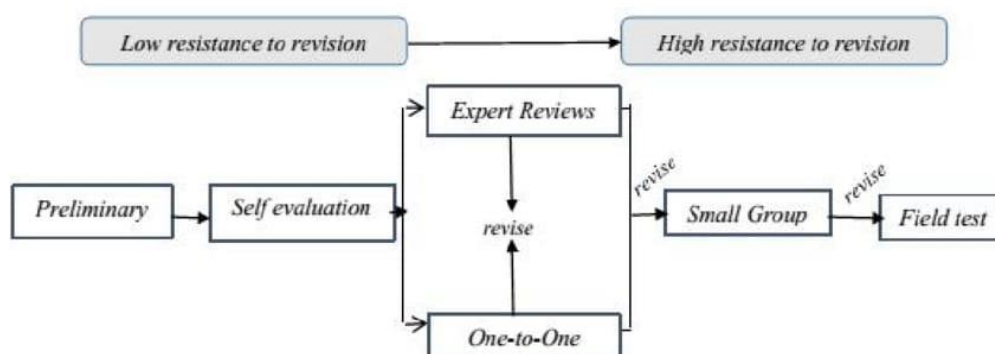 Low resistance to revision
High resistance to revision
Expert Reviews
Preliminary
Self evaluation
revise
revise
Small Group
revise
Field test
One-to-One